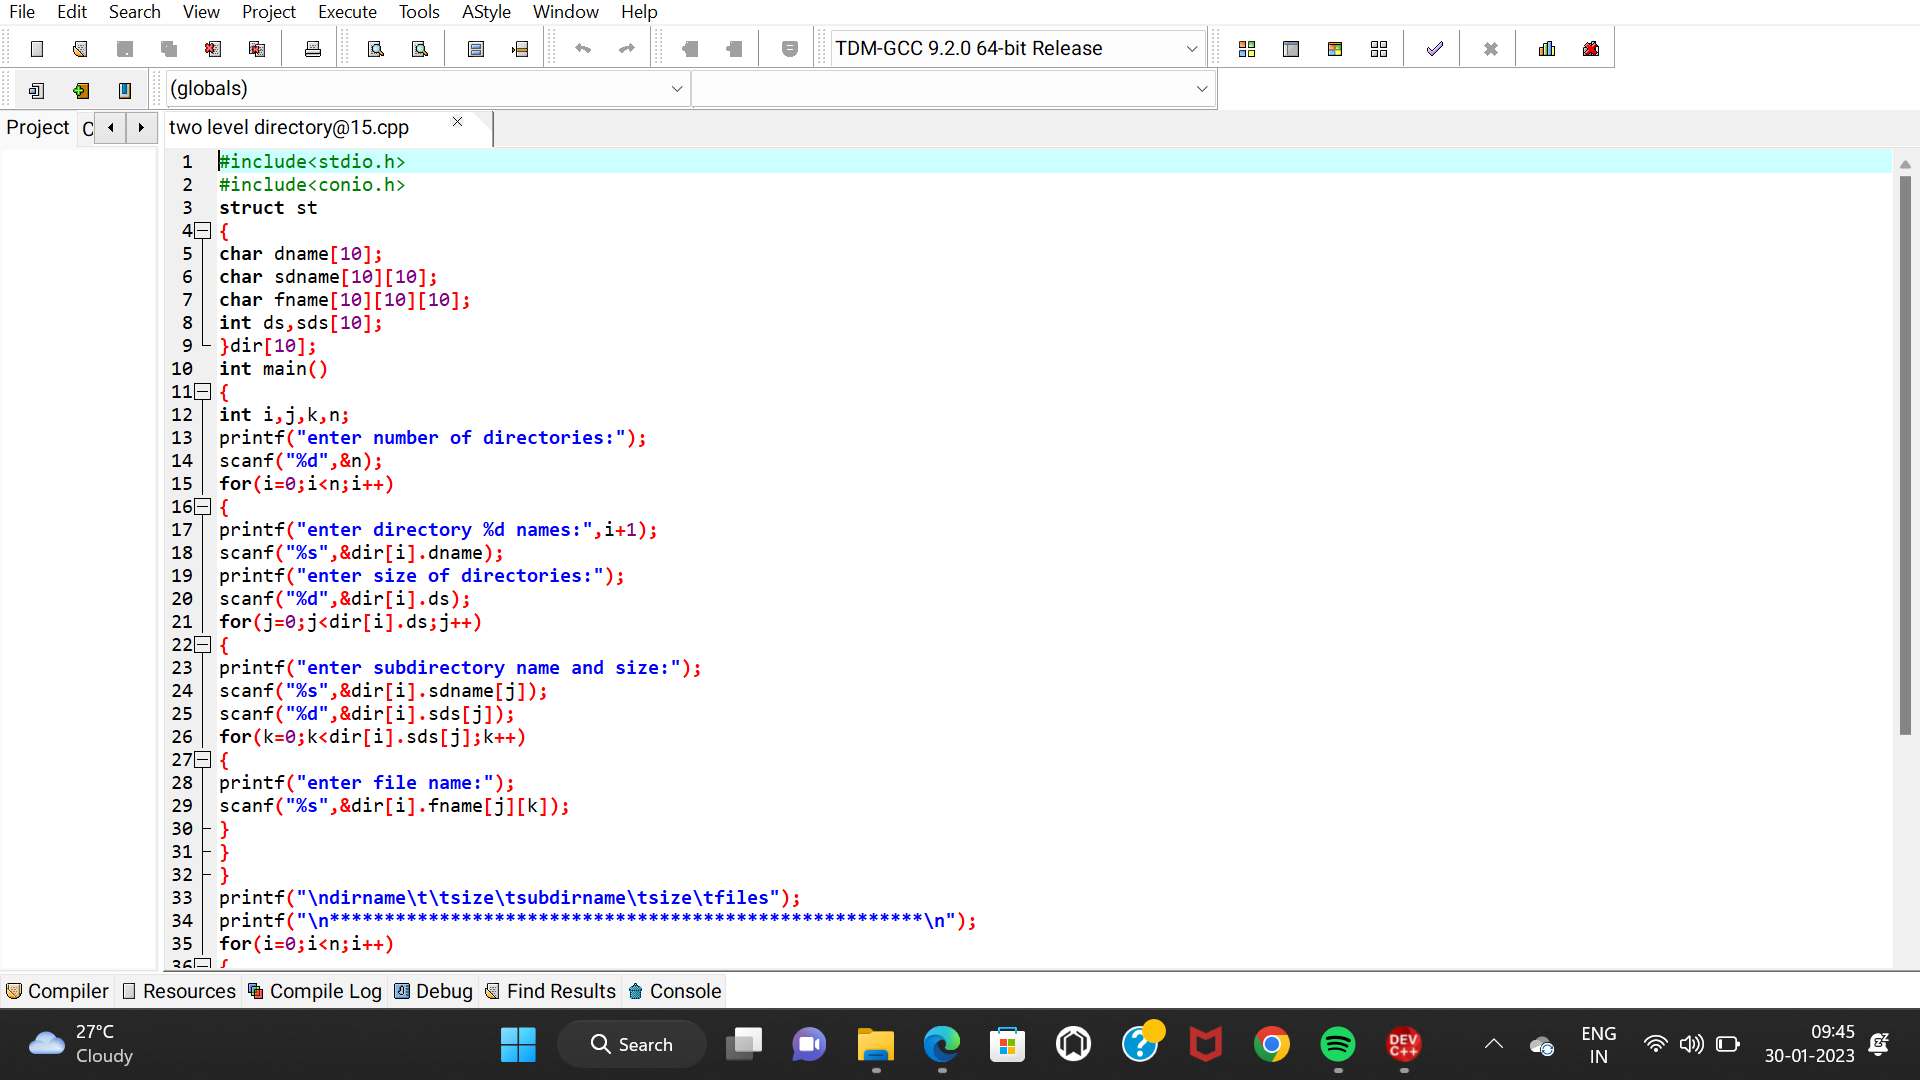 File Edit Search View Project Execute Tools AStyle Window Help
TDM-GCC 9.2.0 64-bit Release
(globals)
Project C two level directory@15.cpp
1 #include<stdio.h>
2 #include<conio.h>
3 struct st
4 {
5 char dname[10];
6 char sdname[10][10];
7 char fname[10][10][10];
8 int ds,sds[10];
9 }dir[10];
10 int main()
11 {
12 int i,j,k,n;
13 printf("enter number of directories:");
14 scanf("%d",&n);
15 for(i=0;i<n;i++)
16 {
17 printf("enter directory %d names:",i+1);
18 scanf("%s",&dir[i].dname);
19 printf("enter size of directories:");
20 scanf("%d",&dir[i].ds);
21 for(j=0;j<dir[i].ds;j++)
22 {
23 printf("enter subdirectory name and size:");
24 scanf("%s",&dir[i].sdname[j]);
25 scanf("%d",&dir[i].sds[j]);
26 for(k=0;k<dir[i].sds[j];k++)
27 {
28 printf("enter file name:");
29 scanf("%s",&dir[i].fname[j][k]);
30 }
31 }
32 }
33 printf("\ndirname\t\tsize\tsubdirname\tsize\tfiles");
34 printf("\n******************************************************\n");
35 for(i=0;i<n;i++)
36 {
Compiler Resources Compile Log Debug Find Results Console
27°C
Cloudy
Search
DEV
C++
ENG
IN
09:45
30-01-2023